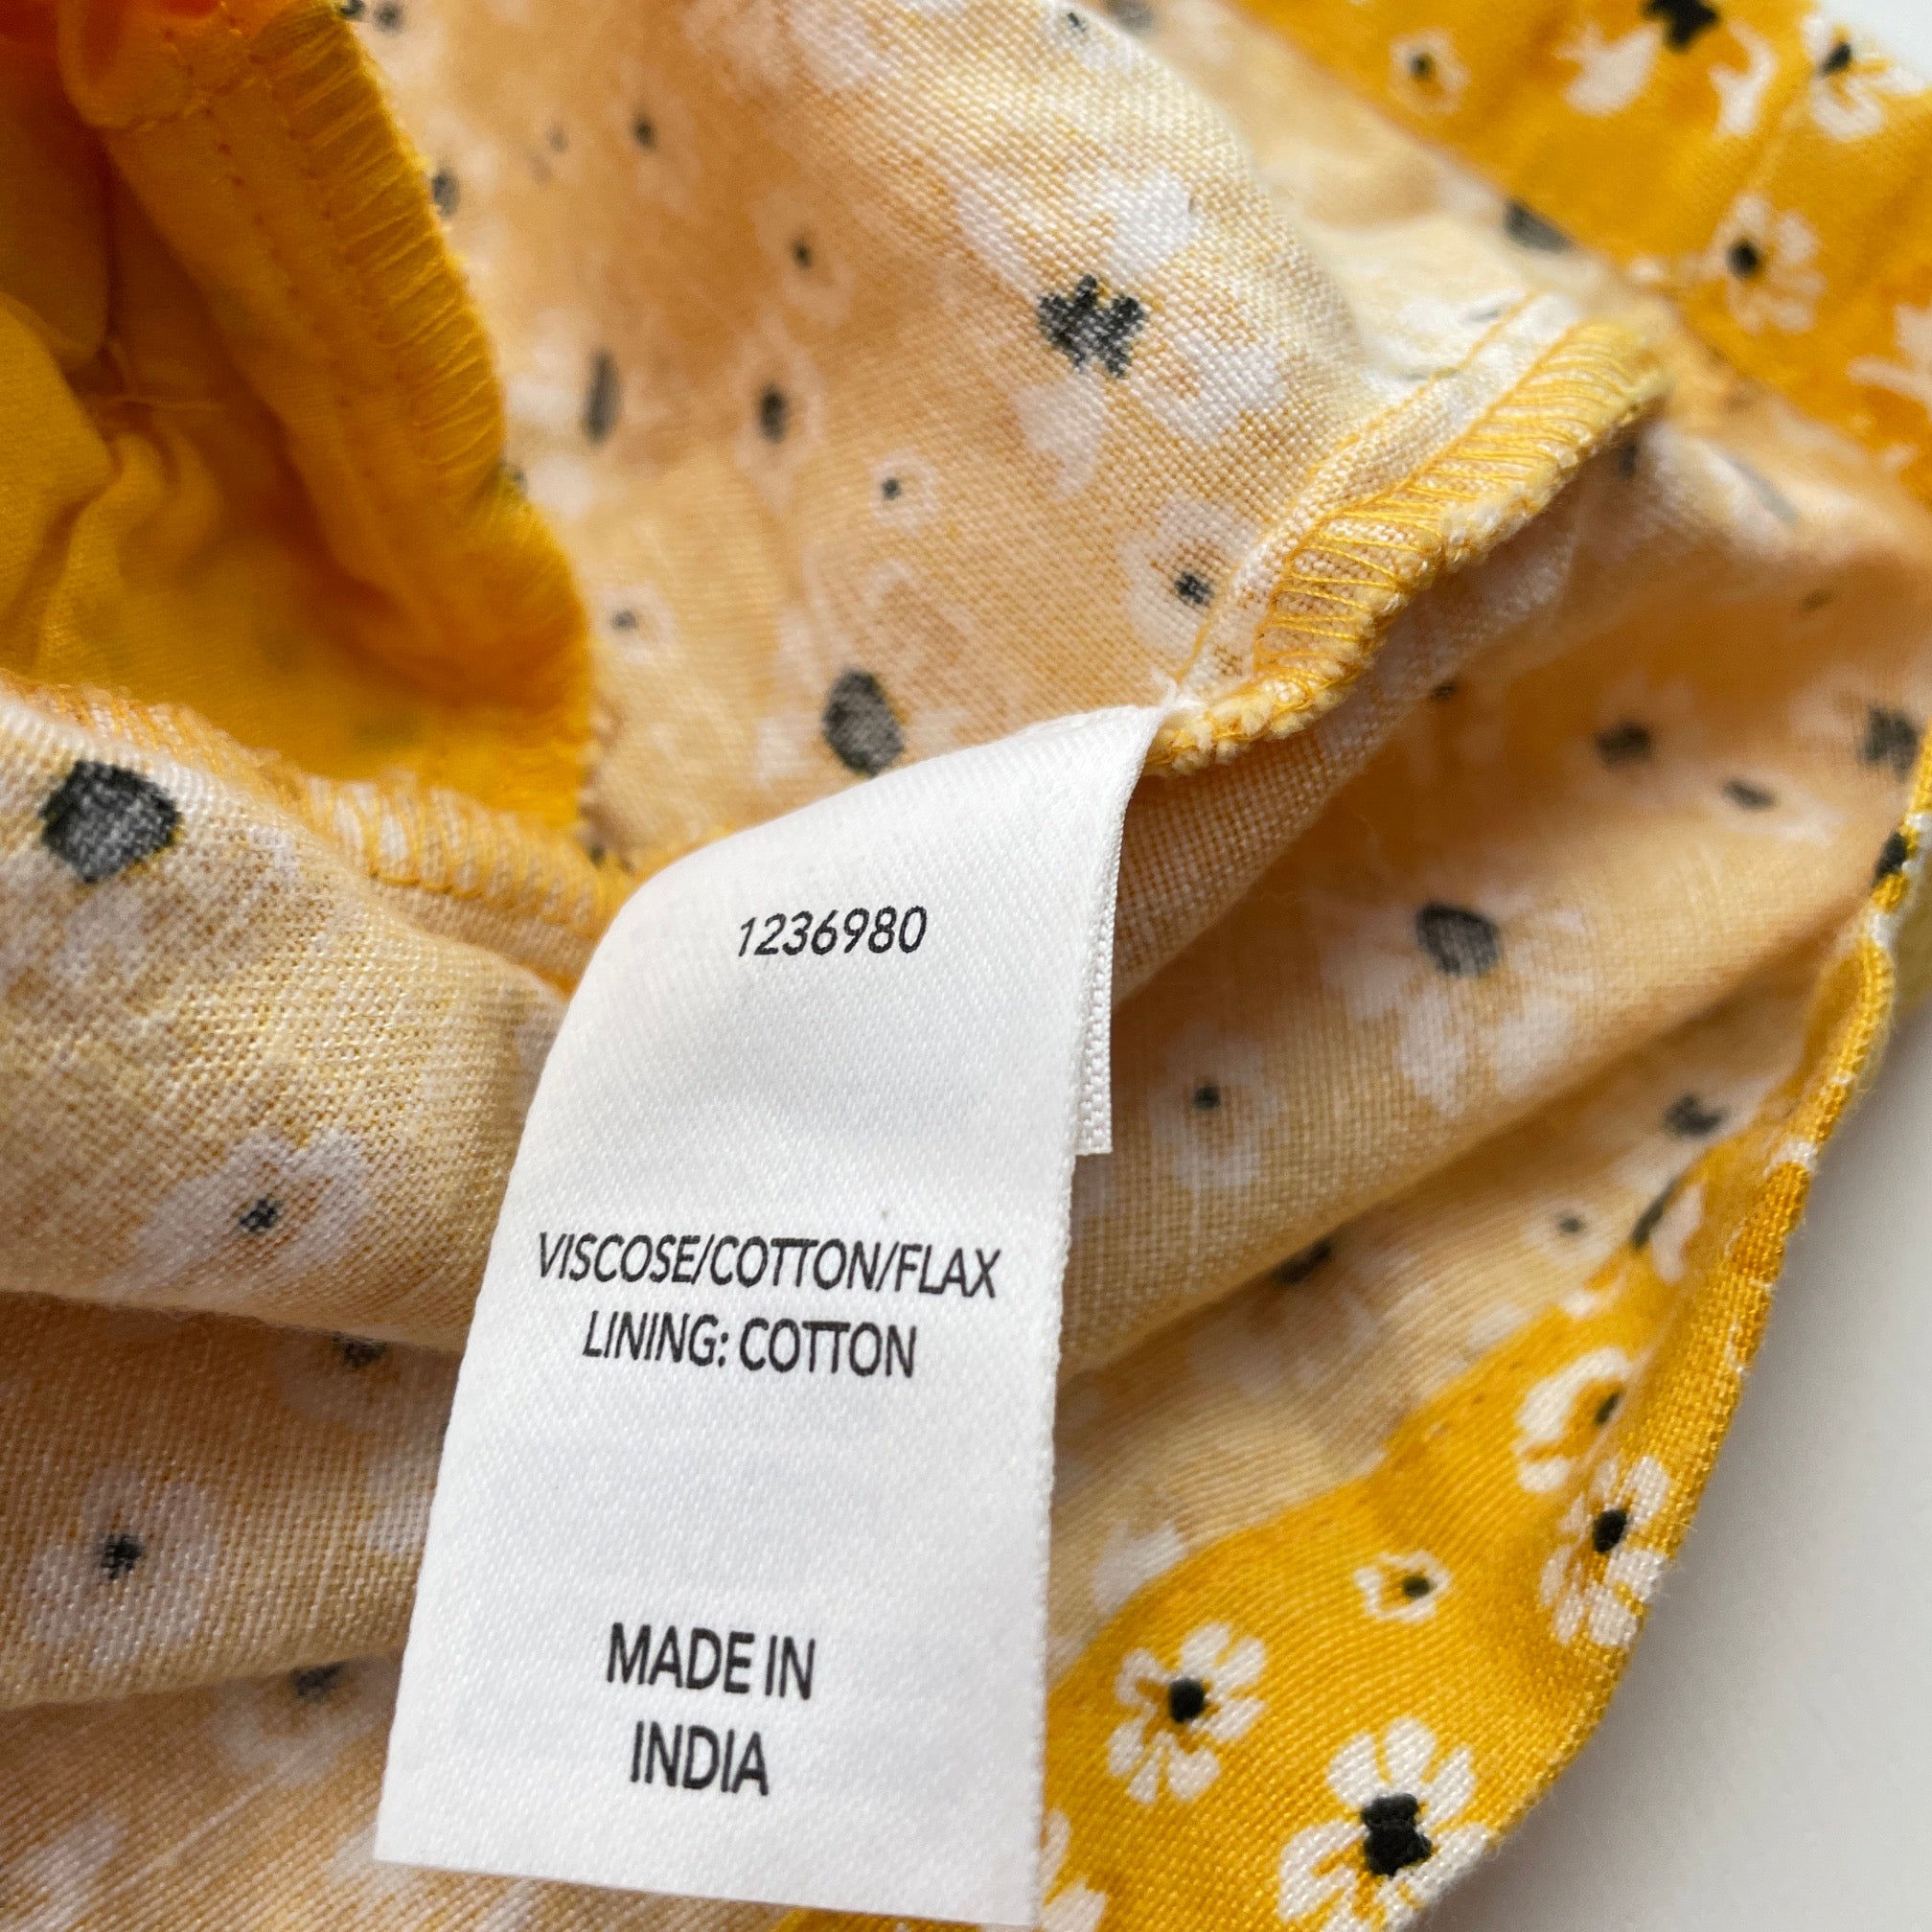 1236980
VISCOSE/COTTON/FLAX
LINING: COTTON
MADE IN
INDIA